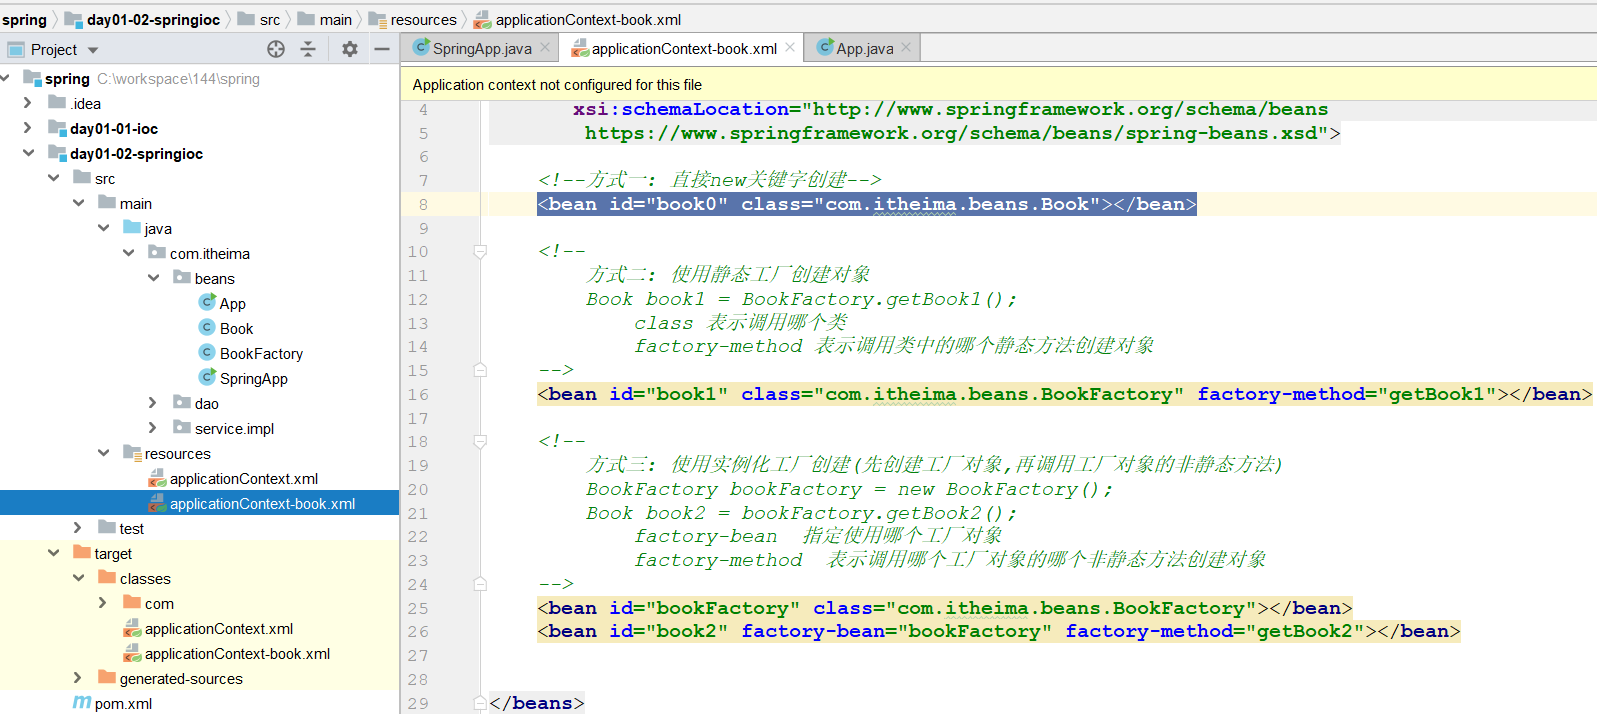 spring day01-02-springioc src main resources applicationContext-book.xml
Project
SpringApp.java applicationContext-book.xml App.java
Application context not configured for this file
spring C:\workspace\144\spring
.idea
day01-01-ioc
day01-02-springioc
src
main
java
com.itheima
beans
App
Book
BookFactory
SpringApp
dao
service.impl
resources
applicationContext.xml
applicationContext-book.xml
test
target
classes
com
applicationContext.xml
applicationContext-book.xml
generated-sources
pom.xml
4 xsi:schemaLocation="http://www.springframework.org/schema/beans
5 https://www.springframework.org/schema/beans/spring-beans.xsd">
6
7 <!--方式一: 直接new关键字创建-->
8 <bean id="book0" class="com.itheima.beans.Book"></bean>
9
10 <!--
11 方式二: 使用静态工厂创建对象
12 Book book1 = BookFactory.getBook1();
13 class 表示调用哪个类
14 factory-method 表示调用类中的哪个静态方法创建对象
15 -->
16 <bean id="book1" class="com.itheima.beans.BookFactory" factory-method="getBook1"></bean>
17
18 <!--
19 方式三: 使用实例化工厂创建(先创建工厂对象,再调用工厂对象的非静态方法)
20 BookFactory bookFactory = new BookFactory();
21 Book book2 = bookFactory.getBook2();
22 factory-bean 指定使用哪个工厂对象
23 factory-method 表示调用哪个工厂对象的哪个非静态方法创建对象
24 -->
25 <bean id="bookFactory" class="com.itheima.beans.BookFactory"></bean>
26 <bean id="book2" factory-bean="bookFactory" factory-method="getBook2"></bean>
27
28
29 </beans>